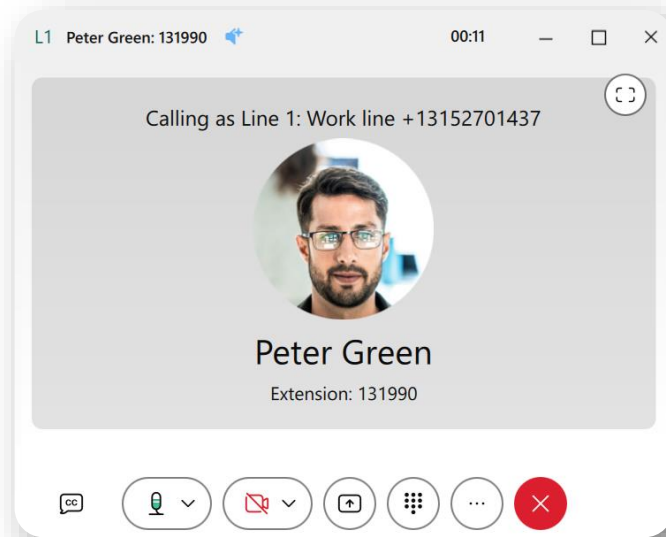 L1 Peter Green: 131990 00:11
Calling as Line 1: Work line +13152701437
Peter Green
Extension: 131990
CC